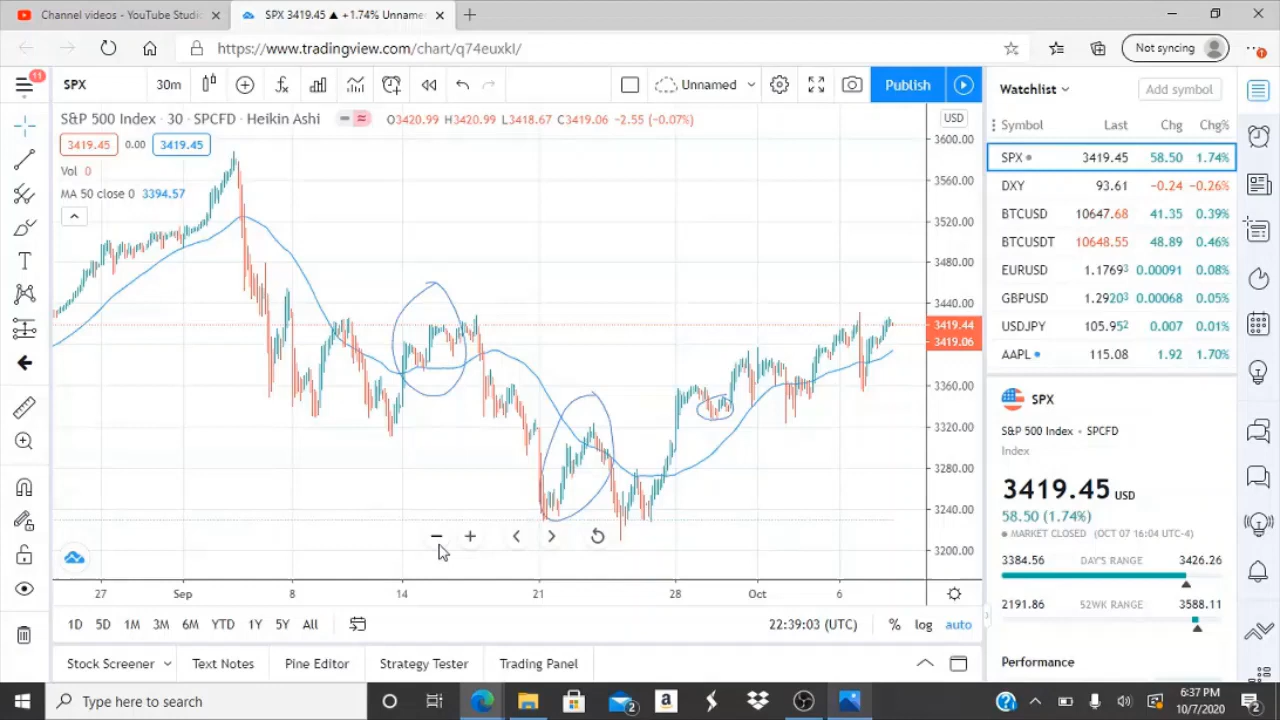 Channel videos - YouTube Studi
SPX 3419.45 ▲ +1.74% Unname
https://www.tradingview.com/chart/q74euxkl/
Not syncing
11
SPX
30m
Unnamed
Publish
Watchlist
Add symbol
S&P 500 Index · 30 · SPCFD · Heikin Ashi
O3420.99 H3420.99 L3418.67 C3419.06 -2.55 (-0.07%)
USD
3419.45 0.00 3419.45
Vol 0
MA 50 close 0 3394.57
3600.00
3560.00
3520.00
3480.00
3440.00
3419.44
3419.06
3360.00
3320.00
3280.00
3240.00
3200.00
27 Sep 8 14 21 28 Oct 6
1D 5D 1M 3M 6M YTD 1Y 5Y All
22:39:03 (UTC) % log auto
Stock Screener Text Notes Pine Editor Strategy Tester Trading Panel
Symbol Last Chg Chg%
SPX 3419.45 58.50 1.74%
DXY 93.61 -0.24 -0.26%
BTCUSD 10647.68 41.35 0.39%
BTCUSDT 10648.55 48.89 0.46%
EURUSD 1.17693 0.00091 0.08%
GBPUSD 1.29203 0.00068 0.05%
USDJPY 105.952 0.007 0.01%
AAPL 115.08 1.92 1.70%
SPX
S&P 500 Index · SPCFD
Index
3419.45 USD
58.50 (1.74%)
MARKET CLOSED (OCT 07 16:04 UTC-4)
3384.56 DAY'S RANGE 3426.26
2191.86 52WK RANGE 3588.11
Performance
Type here to search
2
6:37 PM
10/7/2020
2